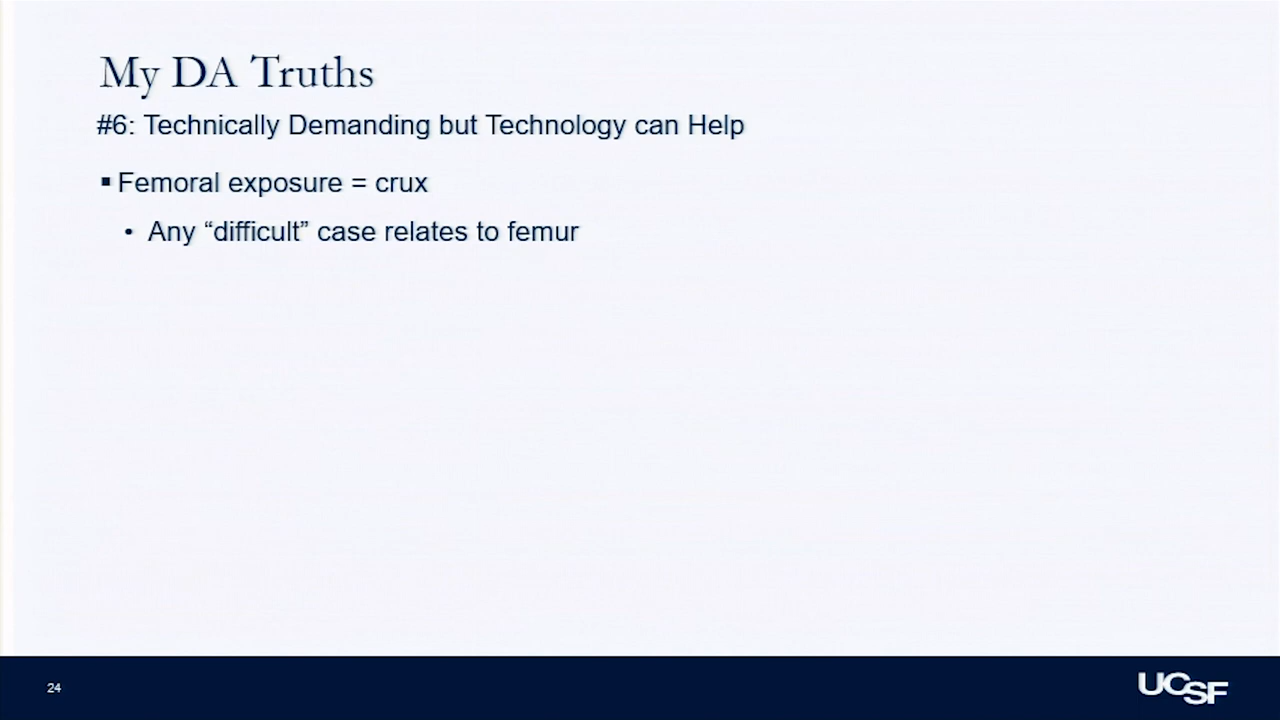 My DA Truths
#6: Technically Demanding but Technology can Help
▪ Femoral exposure = crux
• Any “difficult” case relates to femur
24
UCSF